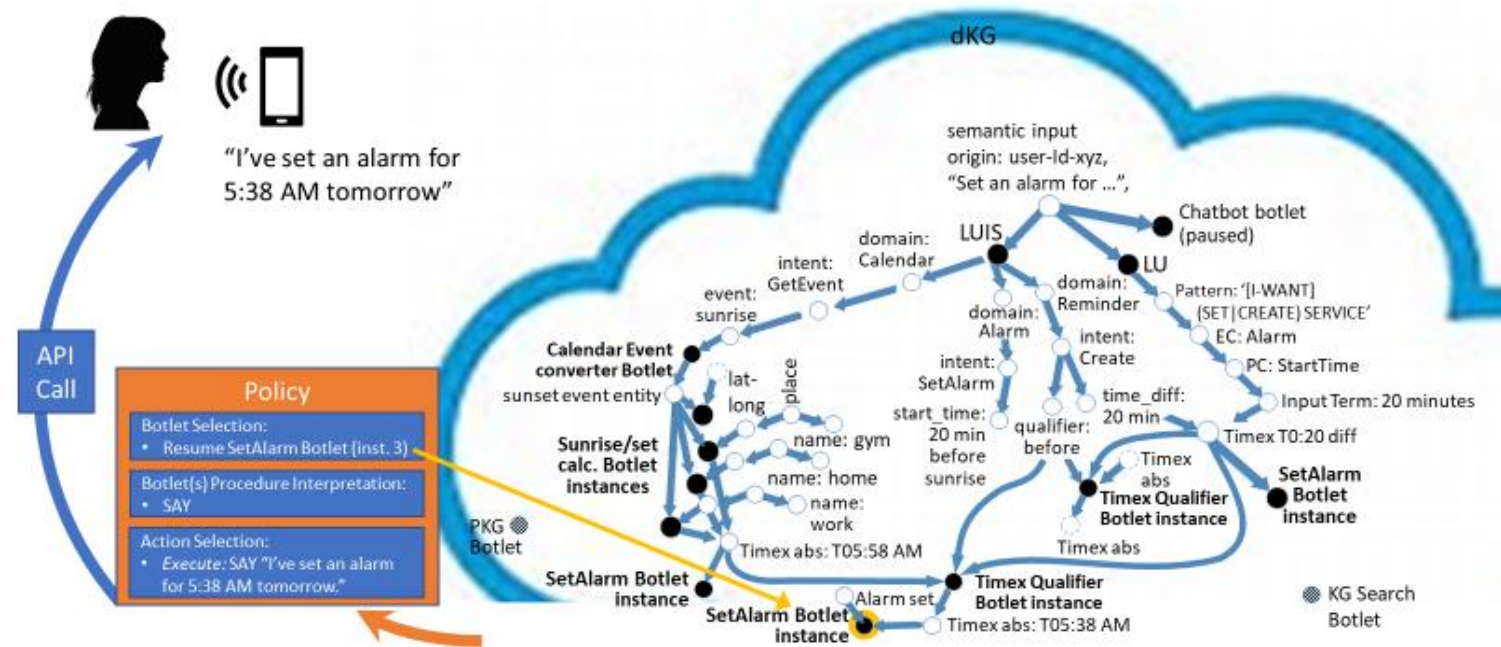 dKG
“I’ve set an alarm for
5:38 AM tomorrow”
semantic input
origin: user-Id-xyz,
“Set an alarm for ...”,
Chatbot botlet
(paused)
LUIS
LU
domain:
Calendar
intent:
GetEvent
event:
sunrise
domain:
Reminder
domain:
Alarm
Pattern: ‘[I-WANT]
(SET|CREATE) SERVICE’
EC: Alarm
PC: StartTime
Input Term: 20 minutes
intent:
Create
intent:
SetAlarm
Calendar Event
converter Botlet
sunset event entity
lat-
long
place
name: gym
name: home
name:
work
Sunrise/set
calc. Botlet
instances
start_time:
20 min
before
sunrise
qualifier:
before
time_diff:
20 min
Timex T0:20 diff
Timex
abs
Timex Qualifier
Botlet instance
Timex abs
SetAlarm
Botlet
instance
API
Call
Policy
Botlet Selection:
• Resume SetAlarm Botlet (inst. 3)
Botlet(s) Procedure Interpretation:
• SAY
Action Selection:
• Execute: SAY “I’ve set an alarm
for 5:38 AM tomorrow.”
PKG
Botlet
Timex abs: T05:58 AM
SetAlarm Botlet
instance
SetAlarm Botlet
instance
Alarm set
Timex Qualifier
Botlet instance
Timex abs: T05:38 AM
KG Search
Botlet